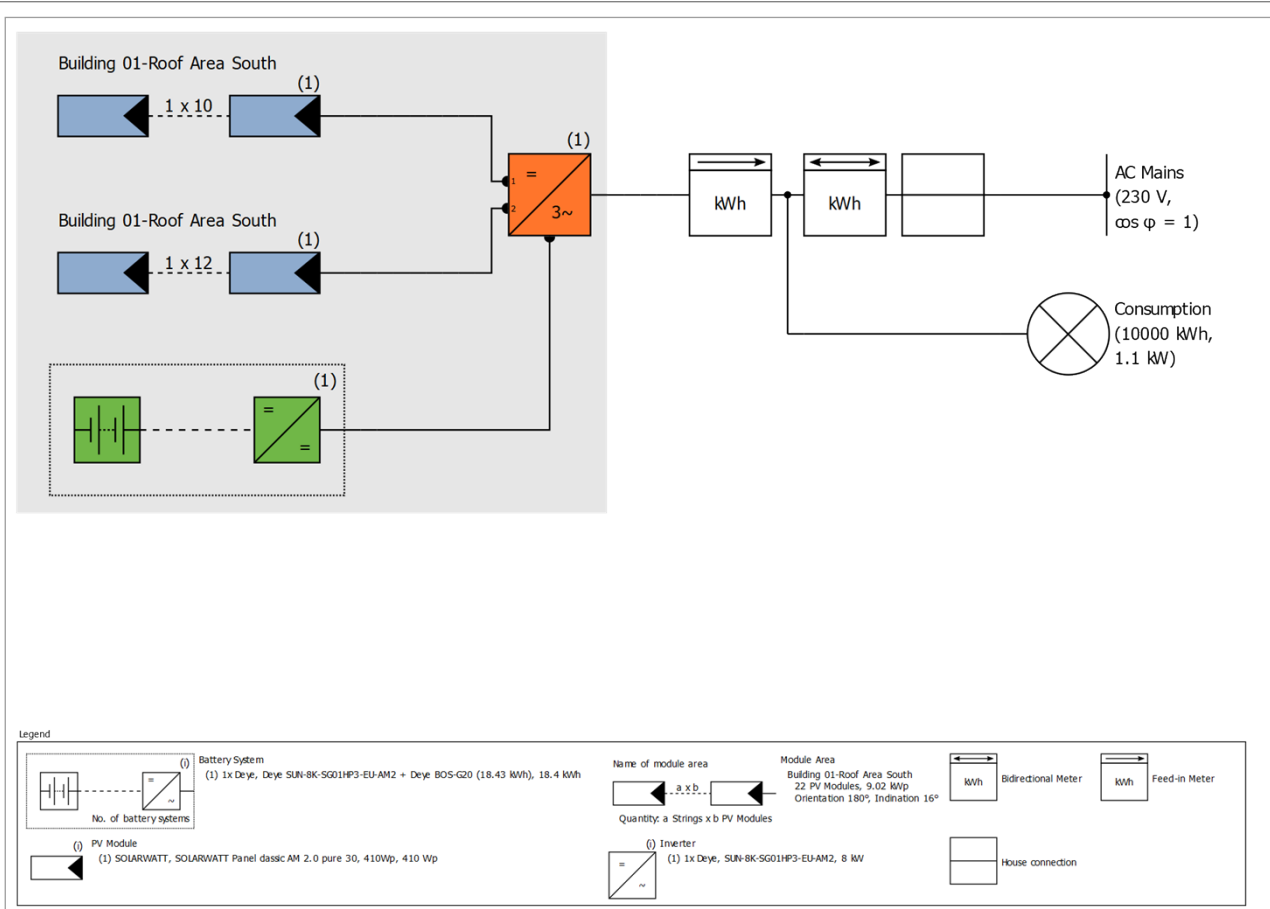 Building 01-Roof Area South
(1)
1 x 10
(1)
=
1
2
3~
Building 01-Roof Area South
(1)
1 x 12
(1)
=
=
kWh
kWh
AC Mains
(230 V,
cos φ = 1)
Consumption
(10000 kWh,
1.1 kW)
Legend
(i)
=
~
No. of battery systems
Battery System
(1) 1x Deye, Deye SUN-8K-SG01HP3-EU-AM2 + Deye BOS-G20 (18.43 kWh), 18.4 kWh
(i) PV Module
(1) SOLARWATT, SOLARWATT Panel classic AM 2.0 pure 30, 410Wp, 410 Wp
Name of module area
a x b
Quantity: a Strings x b PV Modules
Module Area
Building 01-Roof Area South
22 PV Modules, 9.02 kWp
Orientation 180°, Inclination 16°
(i) Inverter
=
~
(1) 1x Deye, SUN-8K-SG01HP3-EU-AM2, 8 kW
kWh
Bidirectional Meter
kWh
Feed-in Meter
House connection